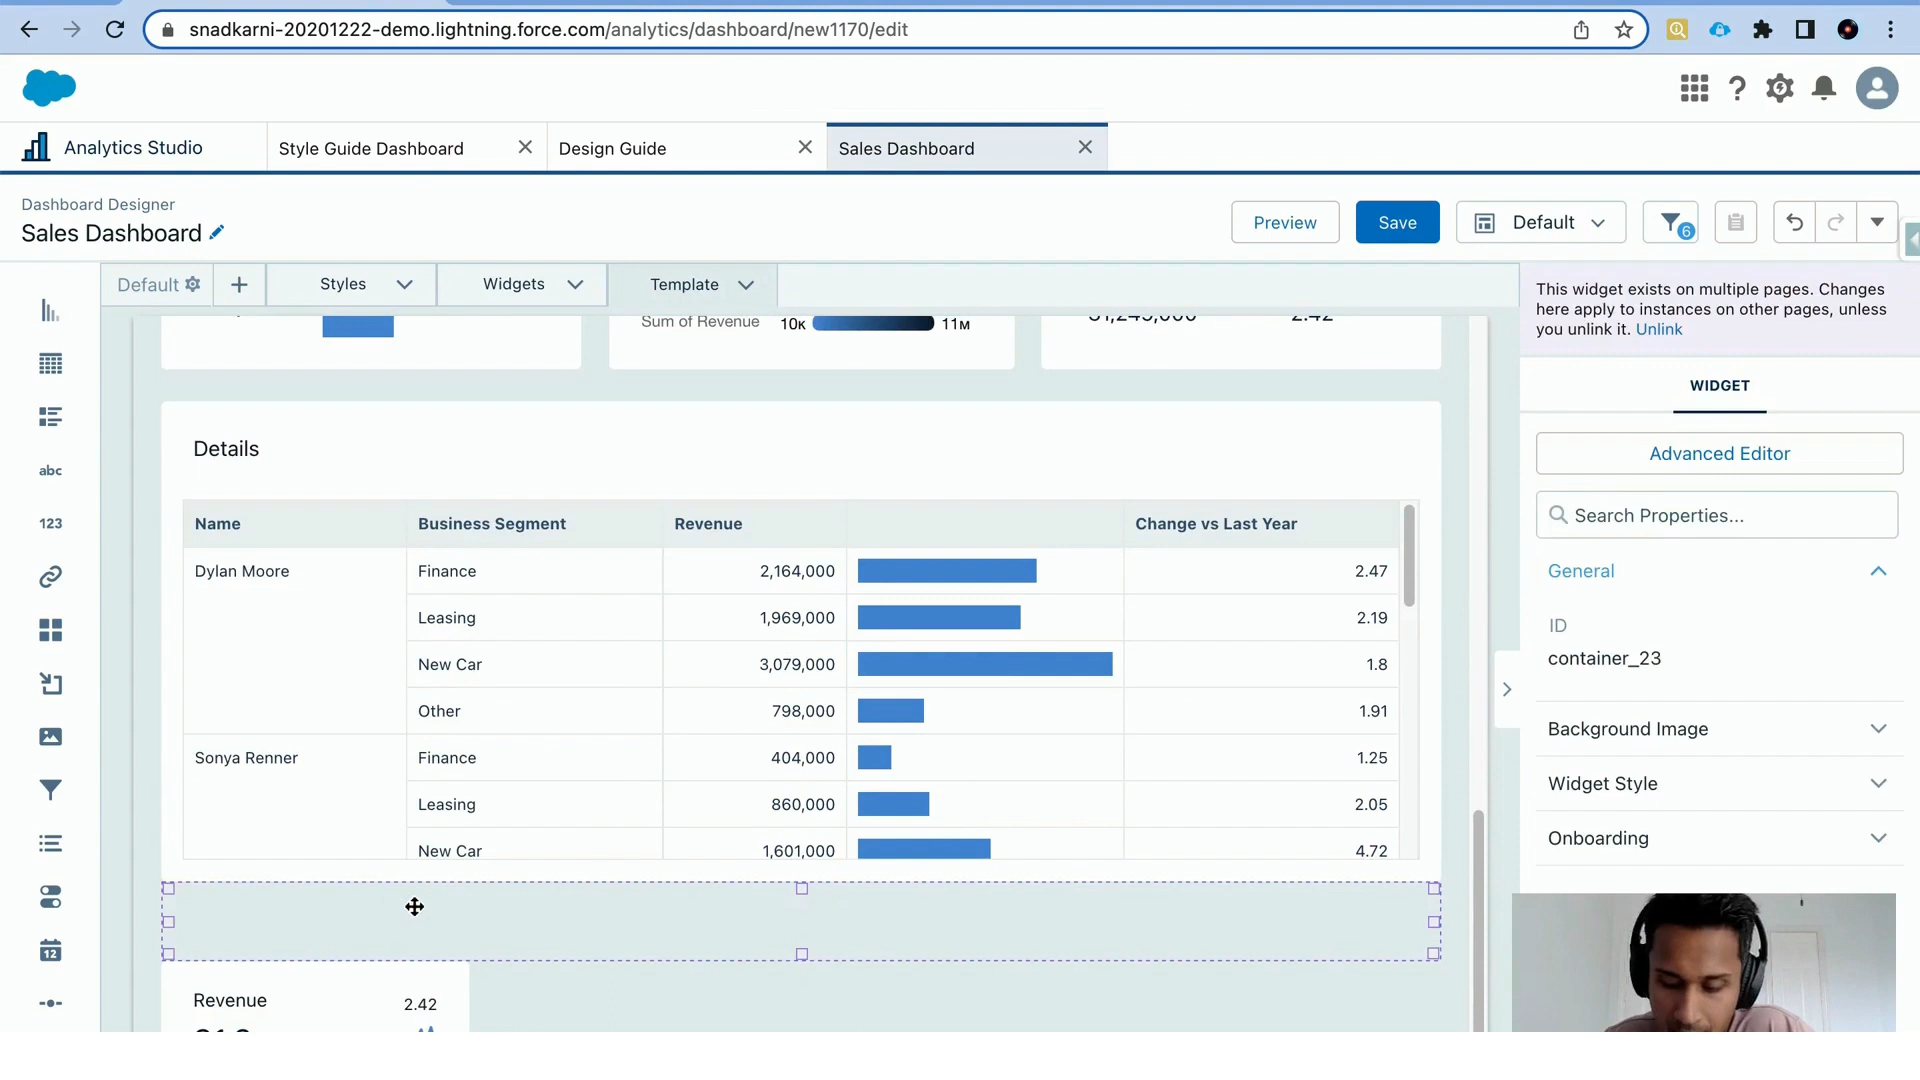 snadkarni-20201222-demo.lightning.force.com/analytics/dashboard/new1170/edit
Analytics Studio
Style Guide Dashboard
Design Guide
Sales Dashboard
Dashboard Designer
Sales Dashboard
Preview
Save
Default
6
Default
Styles
Widgets
Template
This widget exists on multiple pages. Changes
here apply to instances on other pages, unless
you unlink it. Unlink
Sum of Revenue 10K 11M
2.42
WIDGET
Advanced Editor
Search Properties...
General
ID
container_23
Background Image
Widget Style
Onboarding
abc
123
12
Details
Name Business Segment Revenue Change vs Last Year
Dylan Moore Finance 2,164,000 2.47
Leasing 1,969,000 2.19
New Car 3,079,000 1.8
Other 798,000 1.91
Sonya Renner Finance 404,000 1.25
Leasing 860,000 2.05
New Car 1,601,000 4.72
Revenue 2.42